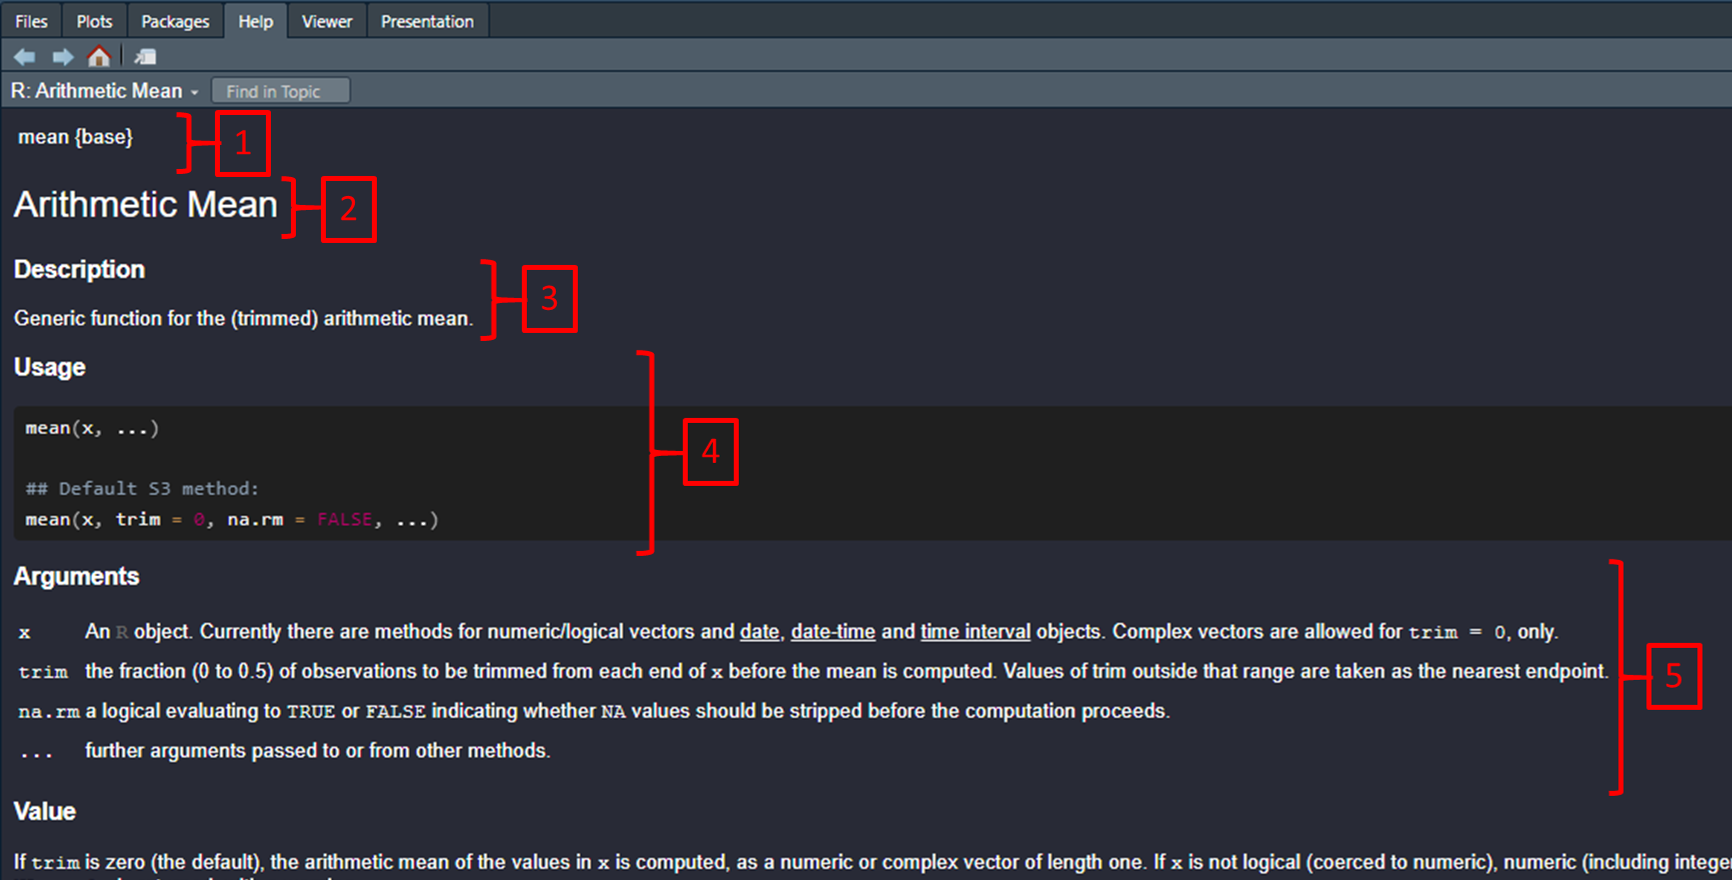 Files Plots Packages Help Viewer Presentation
R: Arithmetic Mean Find in Topic
mean {base} 1
Arithmetic Mean 2
Description
3
Generic function for the (trimmed) arithmetic mean.
Usage
mean(x, ...)
4
## Default S3 method:
mean(x, trim = 0, na.rm = FALSE, ...)
Arguments
x An R object. Currently there are methods for numeric/logical vectors and date, date-time and time interval objects. Complex vectors are allowed for trim = 0, only.
trim the fraction (0 to 0.5) of observations to be trimmed from each end of x before the mean is computed. Values of trim outside that range are taken as the nearest endpoint.
5
na.rm a logical evaluating to TRUE or FALSE indicating whether NA values should be stripped before the computation proceeds.
... further arguments passed to or from other methods.
Value
If trim is zero (the default), the arithmetic mean of the values in x is computed, as a numeric or complex vector of length one. If x is not logical (coerced to numeric), numeric (including integer